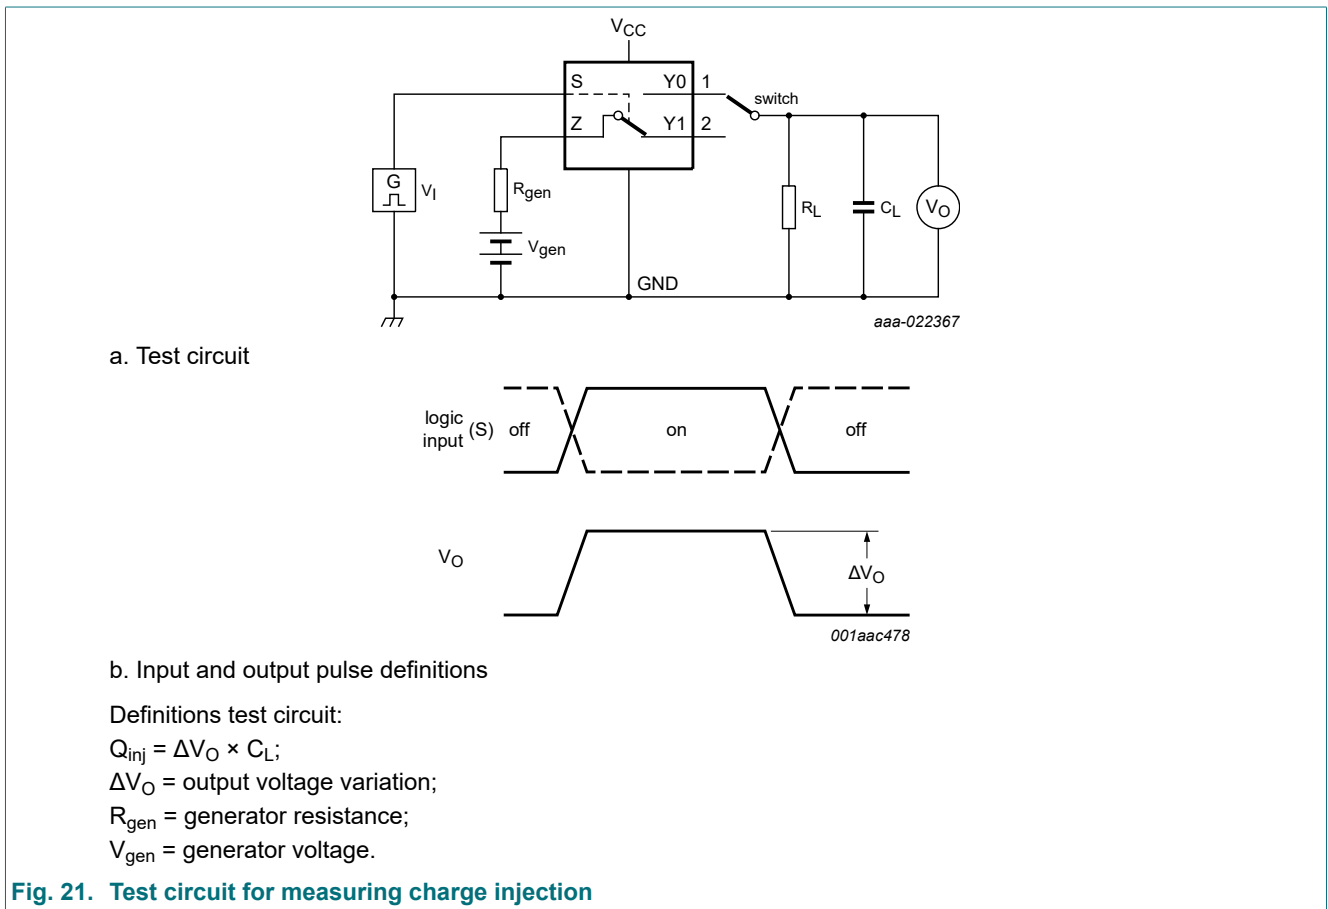 VCC
S Y0 1
switch
Z Y1 2
G VI
Rgen
RL CL VO
Vgen
GND
aaa-022367
a. Test circuit
logic
input (S) off on off
VO
ΔVO
001aac478
b. Input and output pulse definitions
Definitions test circuit:
Qinj = ΔVO × CL;
ΔVO = output voltage variation;
Rgen = generator resistance;
Vgen = generator voltage.
Fig. 21. Test circuit for measuring charge injection